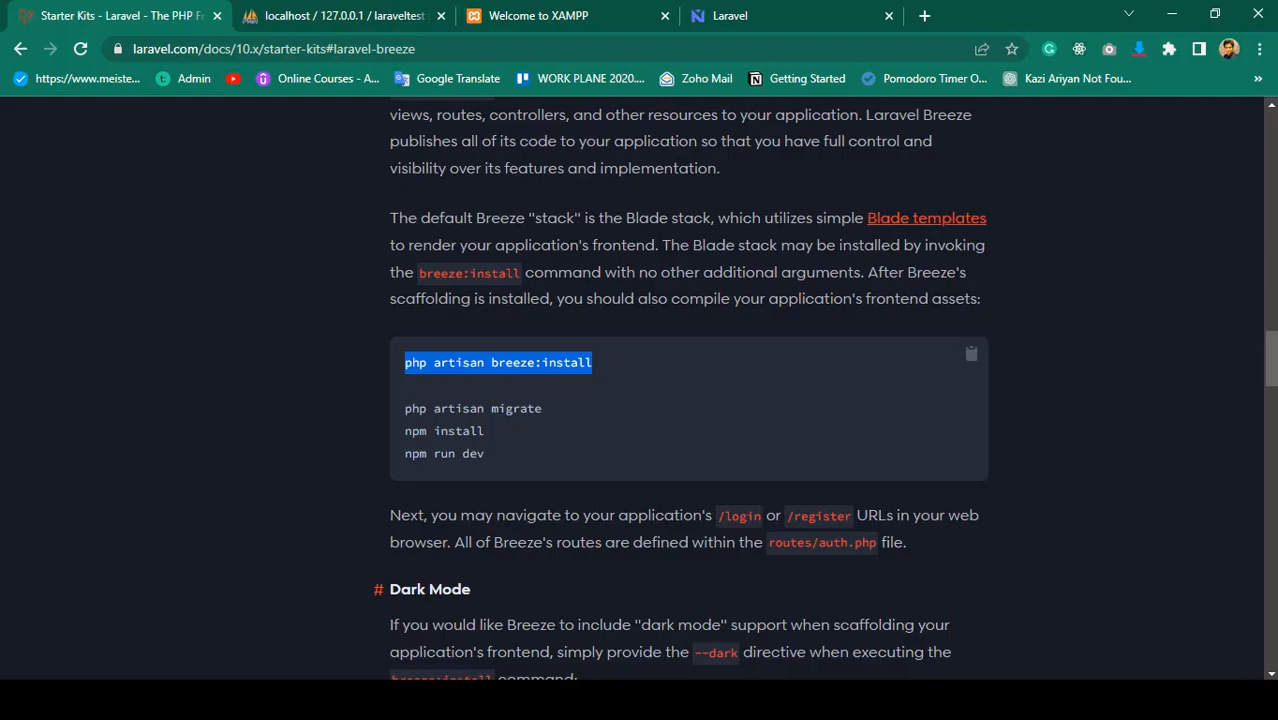 Starter Kits - Laravel - The PHP Fr
localhost / 127.0.0.1 / laraveltest
Welcome to XAMPP
Laravel
laravel.com/docs/10.x/starter-kits#laravel-breeze
https://www.meiste...
Admin
Online Courses - A...
Google Translate
WORK PLANE 2020....
Zoho Mail
Getting Started
Pomodoro Timer O...
Kazi Ariyan Not Fou...
»
views, routes, controllers, and other resources to your application. Laravel Breeze
publishes all of its code to your application so that you have full control and
visibility over its features and implementation.
The default Breeze "stack" is the Blade stack, which utilizes simple Blade templates
to render your application's frontend. The Blade stack may be installed by invoking
the breeze:install command with no other additional arguments. After Breeze's
scaffolding is installed, you should also compile your application's frontend assets:
php artisan breeze:install
php artisan migrate
npm install
npm run dev
Next, you may navigate to your application's /login or /register URLs in your web
browser. All of Breeze's routes are defined within the routes/auth.php file.
# Dark Mode
If you would like Breeze to include "dark mode" support when scaffolding your
application's frontend, simply provide the --dark directive when executing the
breeze:install command: